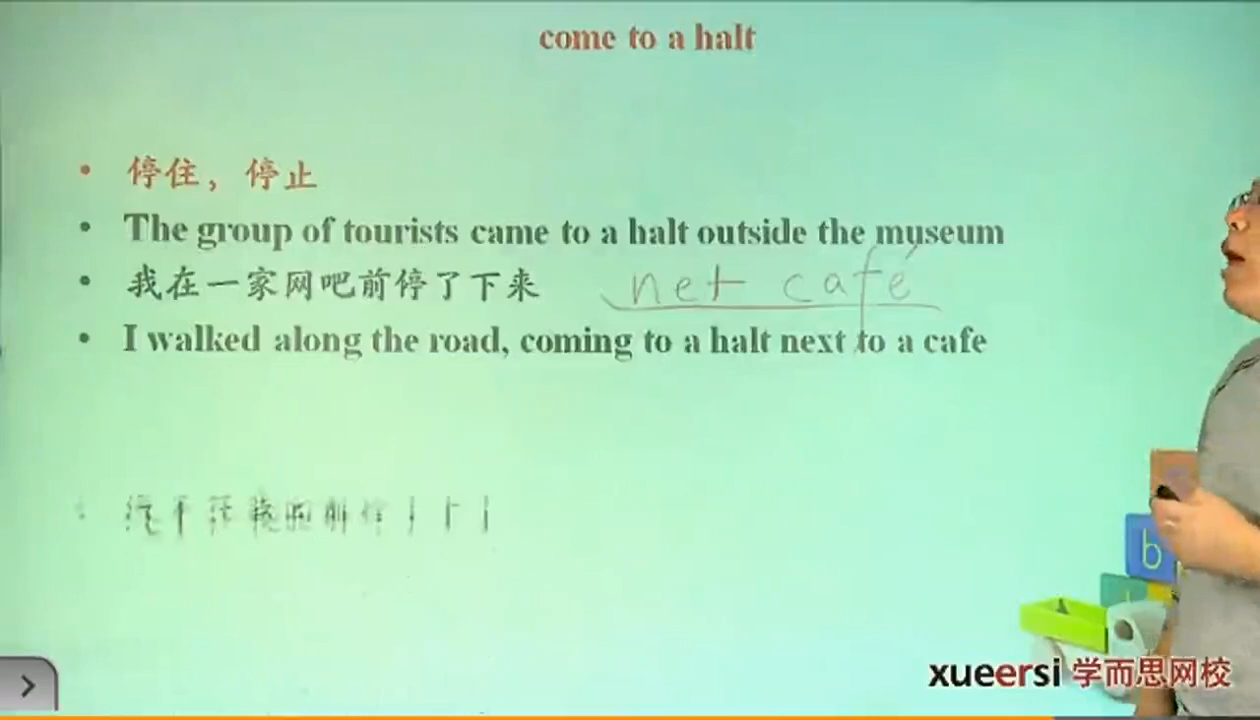 come to a halt
• 停住，停止
• The group of tourists came to a halt outside the museum
• 我在一家网吧前停了下来 net café
• I walked along the road, coming to a halt next to a cafe
b
xueersi 学而思网校